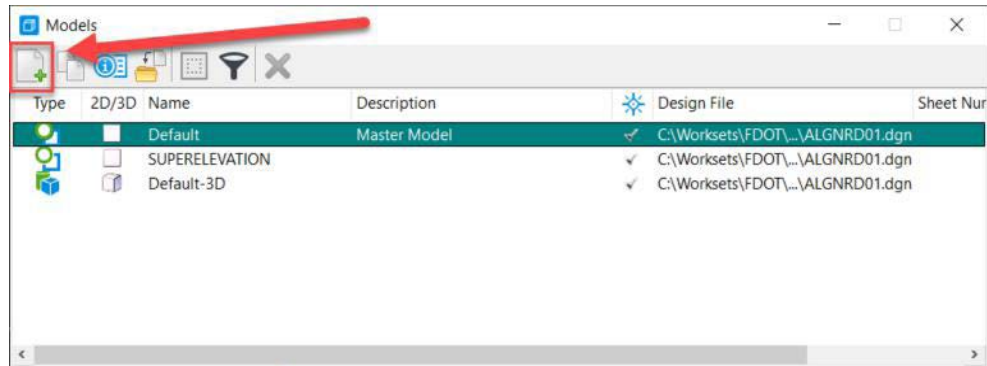 Models
Type 2D/3D Name Description Design File Sheet Nur
Default Master Model C:\Worksets\FDOT\...\ALGNRD01.dgn
SUPERELEVATION C:\Worksets\FDOT\...\ALGNRD01.dgn
Default-3D C:\Worksets\FDOT\...\ALGNRD01.dgn